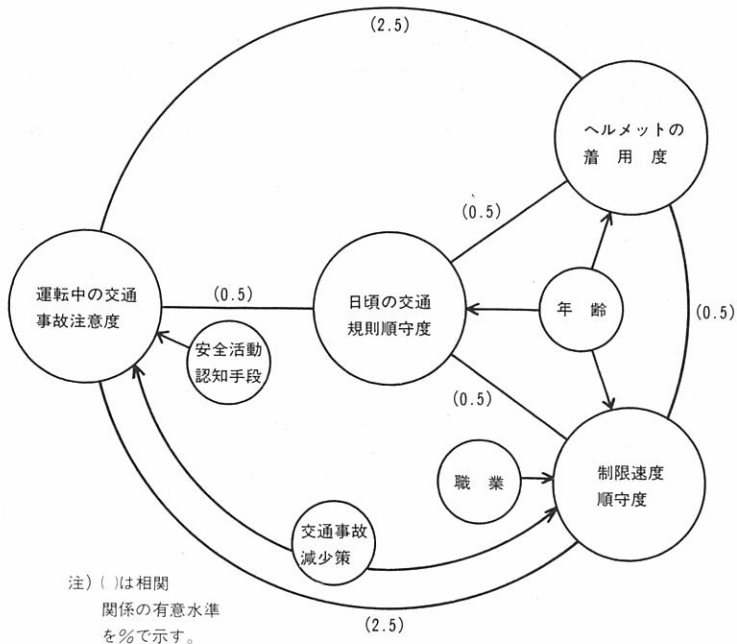 (2.5)
ヘルメットの
着用度
(0.5)
運転中の交通
事故注意度
(0.5)
日頃の交通
規則順守度
年齢
(0.5)
安全活動
認知手段
(0.5)
制限速度
順守度
職業
交通事故
減少策
注) ( )は相関
関係の有意水準
を%で示す。
(2.5)